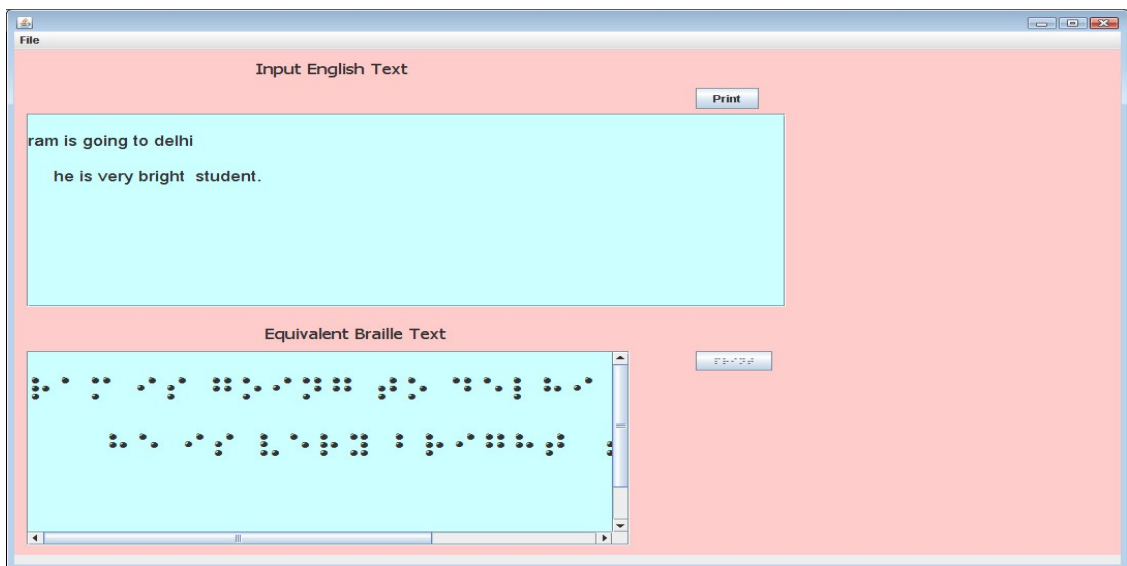 File
Input English Text
Print
ram is going to delhi
he is very bright student.
Equivalent Braille Text
⠗⠁⠍ ⠊⠎ ⠛⠕⠊⠝⠛ ⠞⠕ ⠙⠑⠇⠓⠊
⠏⠗⠊⠝⠞
⠓⠑ ⠊⠎ ⠧⠑⠗⠽ ⠃⠗⠊⠛⠓⠞